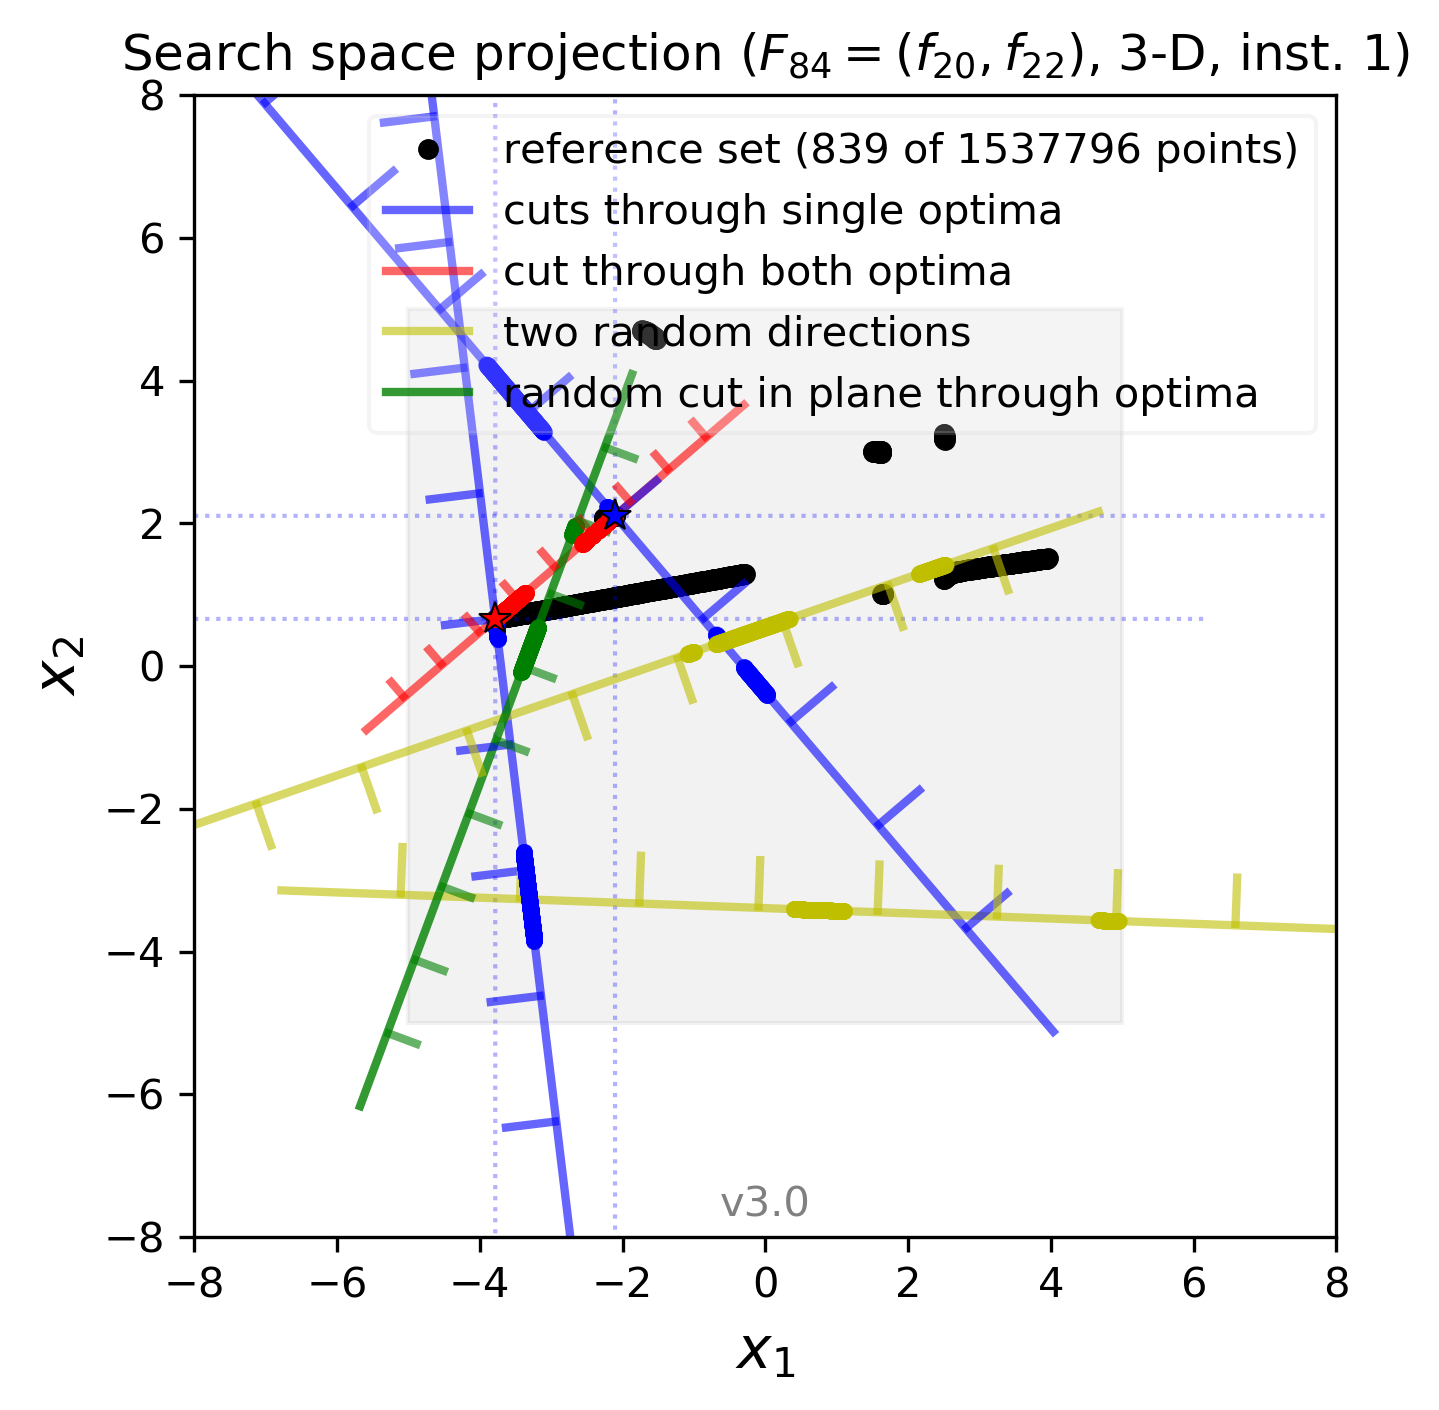 Search space projection (F₈₄ = (f₂₀, f₂₂), 3-D, inst. 1)
reference set (839 of 1537796 points)
cuts through single optima
cut through both optima
two random directions
random cut in plane through optima
8
6
4
2
0
−2
−4
−6
−8
x₂
v3.0
−8 −6 −4 −2 0 2 4 6 8
x₁